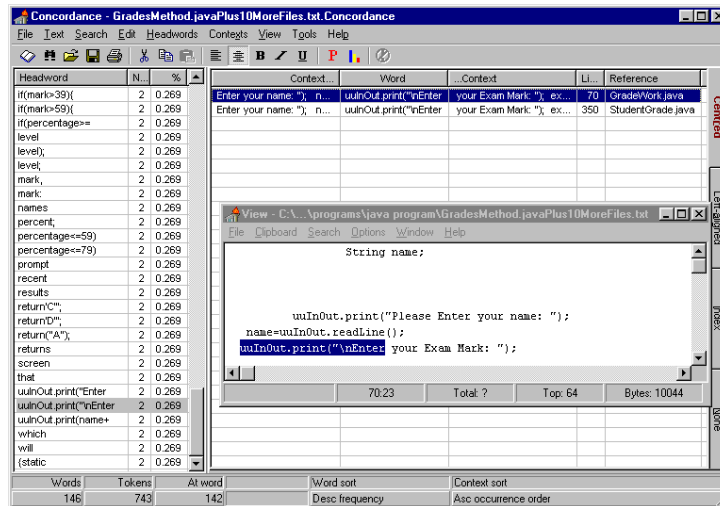 Concordance - GradesMethod.javaPlus10MoreFiles.txt.Concordance
File Text Search Edit Headwords Contexts View Tools Help
B I U P
Headword N... % Context... Word ...Context Li... Reference
if(mark>39){ 2 0.269 Enter your name: "); n... uuInOut.print("\nEnter your Exam Mark: "); ex... 70 GradeWork.java
if(mark>59){ 2 0.269 Enter your name: "); n... uuInOut.print("\nEnter your Exam Mark: "); ex... 350 StudentGrade.java
if(percentage>= 2 0.269
level 2 0.269
level); 2 0.269
level; 2 0.269
mark, 2 0.269
mark: 2 0.269
names 2 0.269
percent; 2 0.269
percentage<=59) 2 0.269
percentage<=79) 2 0.269
prompt 2 0.269
recent 2 0.269
results 2 0.269
return'C"'; 2 0.269
return'D"'; 2 0.269
return("A"); 2 0.269
returns 2 0.269
screen 2 0.269
that 2 0.269
uuInOut.print("Enter 2 0.269
uuInOut.print("\nEnter 2 0.269
uuInOut.print(name+ 2 0.269
which 2 0.269
will 2 0.269
{static 2 0.269
View - C:\...\programs\java program\GradesMethod.javaPlus10MoreFiles.txt
File Clipboard Search Options Window Help
String name;
uuInOut.print("Please Enter your name: ");
name=uuInOut.readLine();
uuInOut.print("\nEnter your Exam Mark: ");
70:23 Total: ? Top: 64 Bytes: 10044
Centred
Left-aligned
Index
None
Words Tokens At word Word sort Context sort
146 743 142 Desc frequency Asc occurrence order